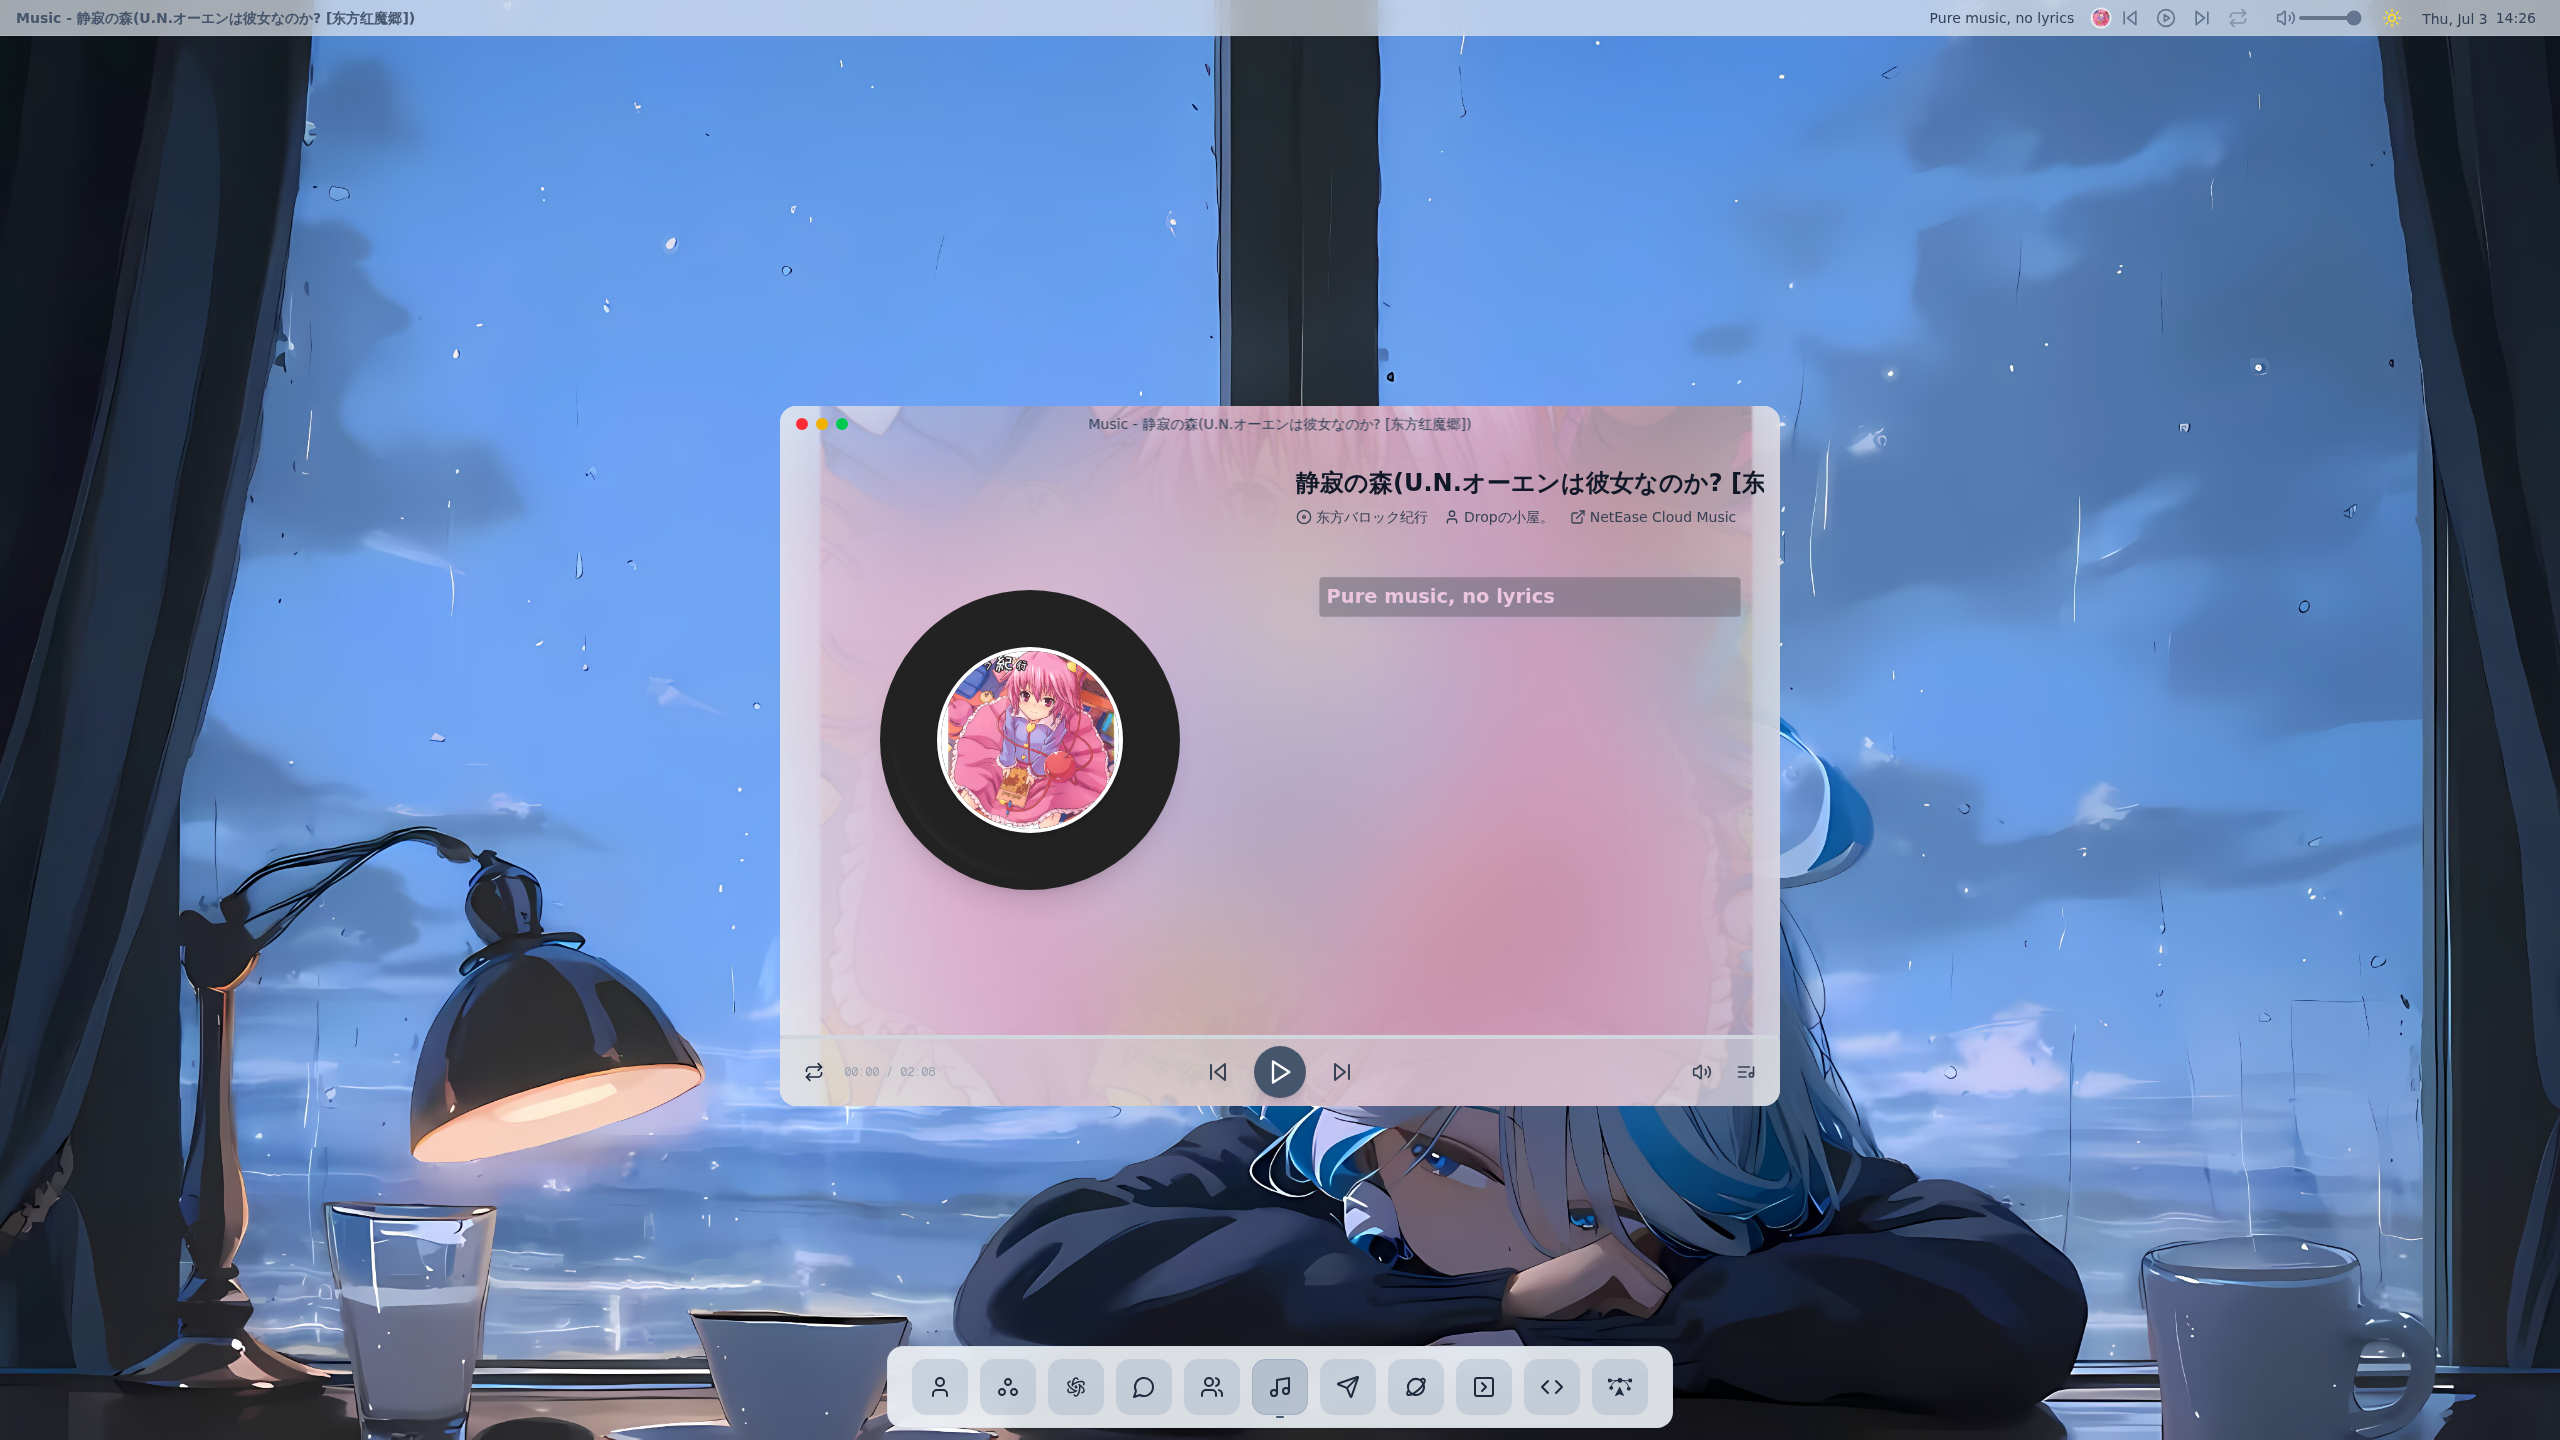 Music - 静寂の森(U.N.オーエンは彼女なのか? [东方红魔郷])
Pure music, no lyrics
Thu, Jul 3 14:26
Music - 静寂の森(U.N.オーエンは彼女なのか? [东方红魔郷])
静寂の森(U.N.オーエンは彼女なのか? [东
东方バロック紀行 Dropの小屋。 NetEase Cloud Music
Pure music, no lyrics
紀行
00:00 / 02:08